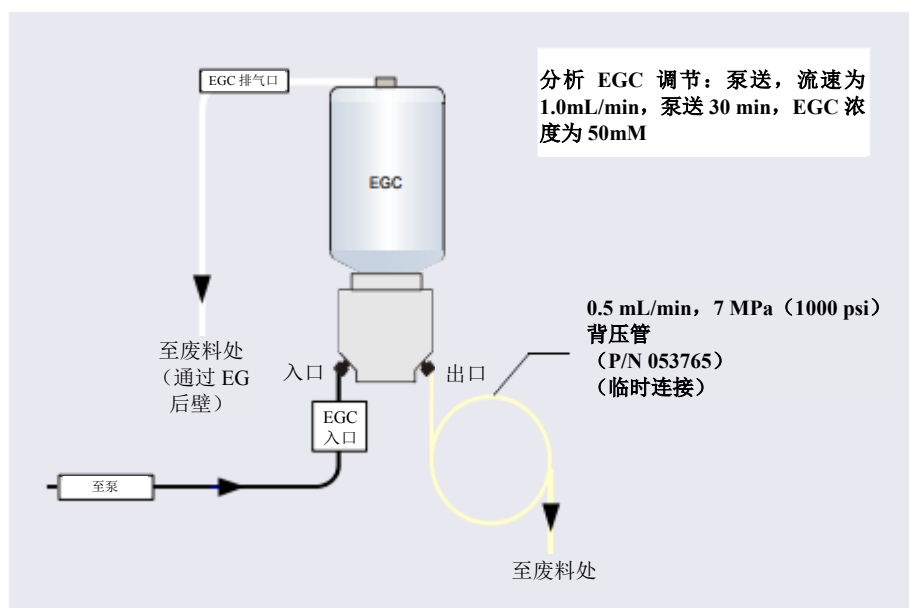 EGC 排气口
分析 EGC 调节：泵送，流速为
1.0mL/min，泵送 30 min，EGC 浓
度为 50mM
EGC
0.5 mL/min，7 MPa（1000 psi）
背压管
（P/N 053765）
（临时连接）
至废料处
（通过 EG
后壁）
入口
出口
EGC
入口
至泵
至废料处